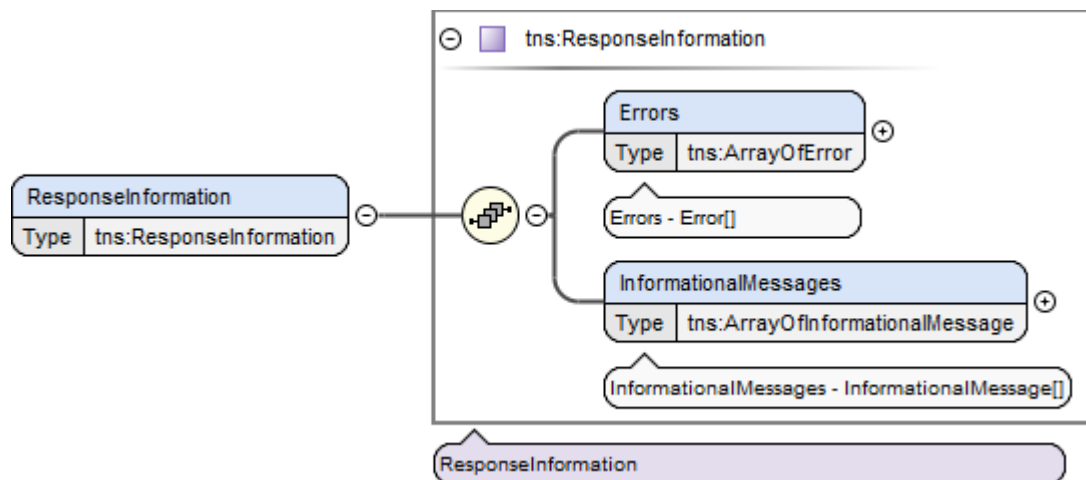 tns:ResponseInformation
Errors
Type tns:ArrayOfError
Errors - Error[]
ResponseInformation
Type tns:ResponseInformation
InformationalMessages
Type tns:ArrayOfInformationalMessage
InformationalMessages - InformationalMessage[]
ResponseInformation